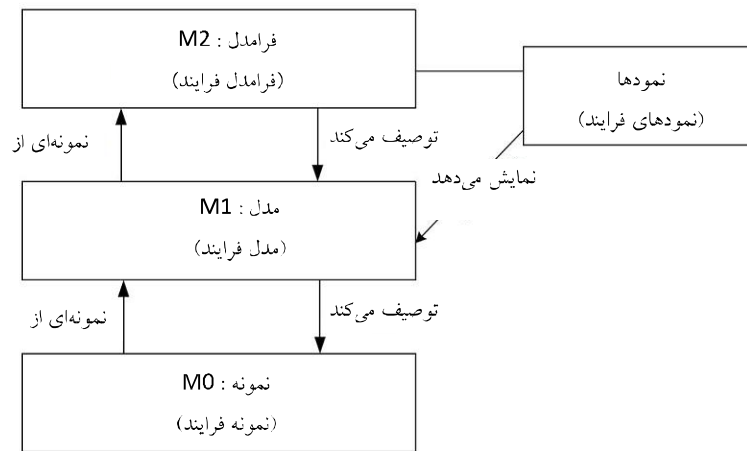 M2 : فرامدل
(فرامدل فرایند)
نمودها
(نمودهای فرایند)
نمونه‌ای از
توصیف می‌کند
نمایش می‌دهد
M1 : مدل
(مدل فرایند)
نمونه‌ای از
توصیف می‌کند
M0 : نمونه
(نمونه فرایند)